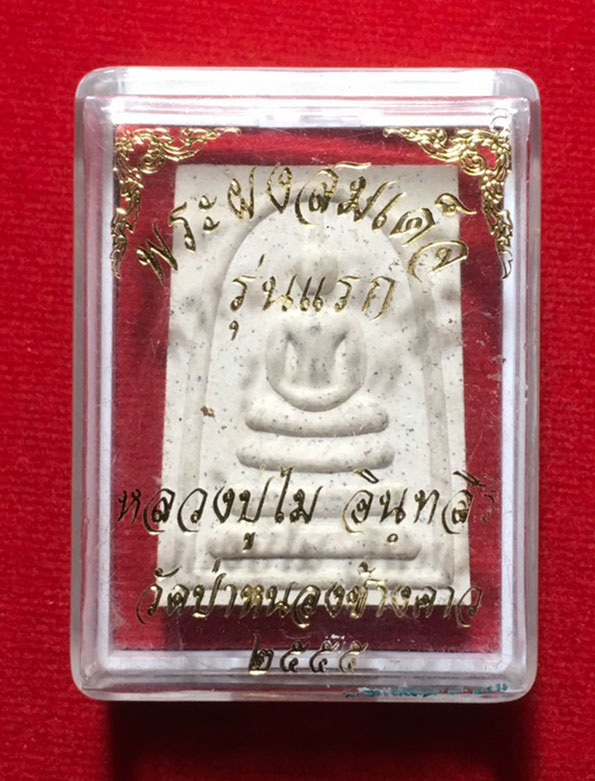 พระผงสมเด็จ
รุ่นแรก
หลวงปู่ไม อินทสิริ
วัดป่าหนองช้างคาว
๒๕๕๕